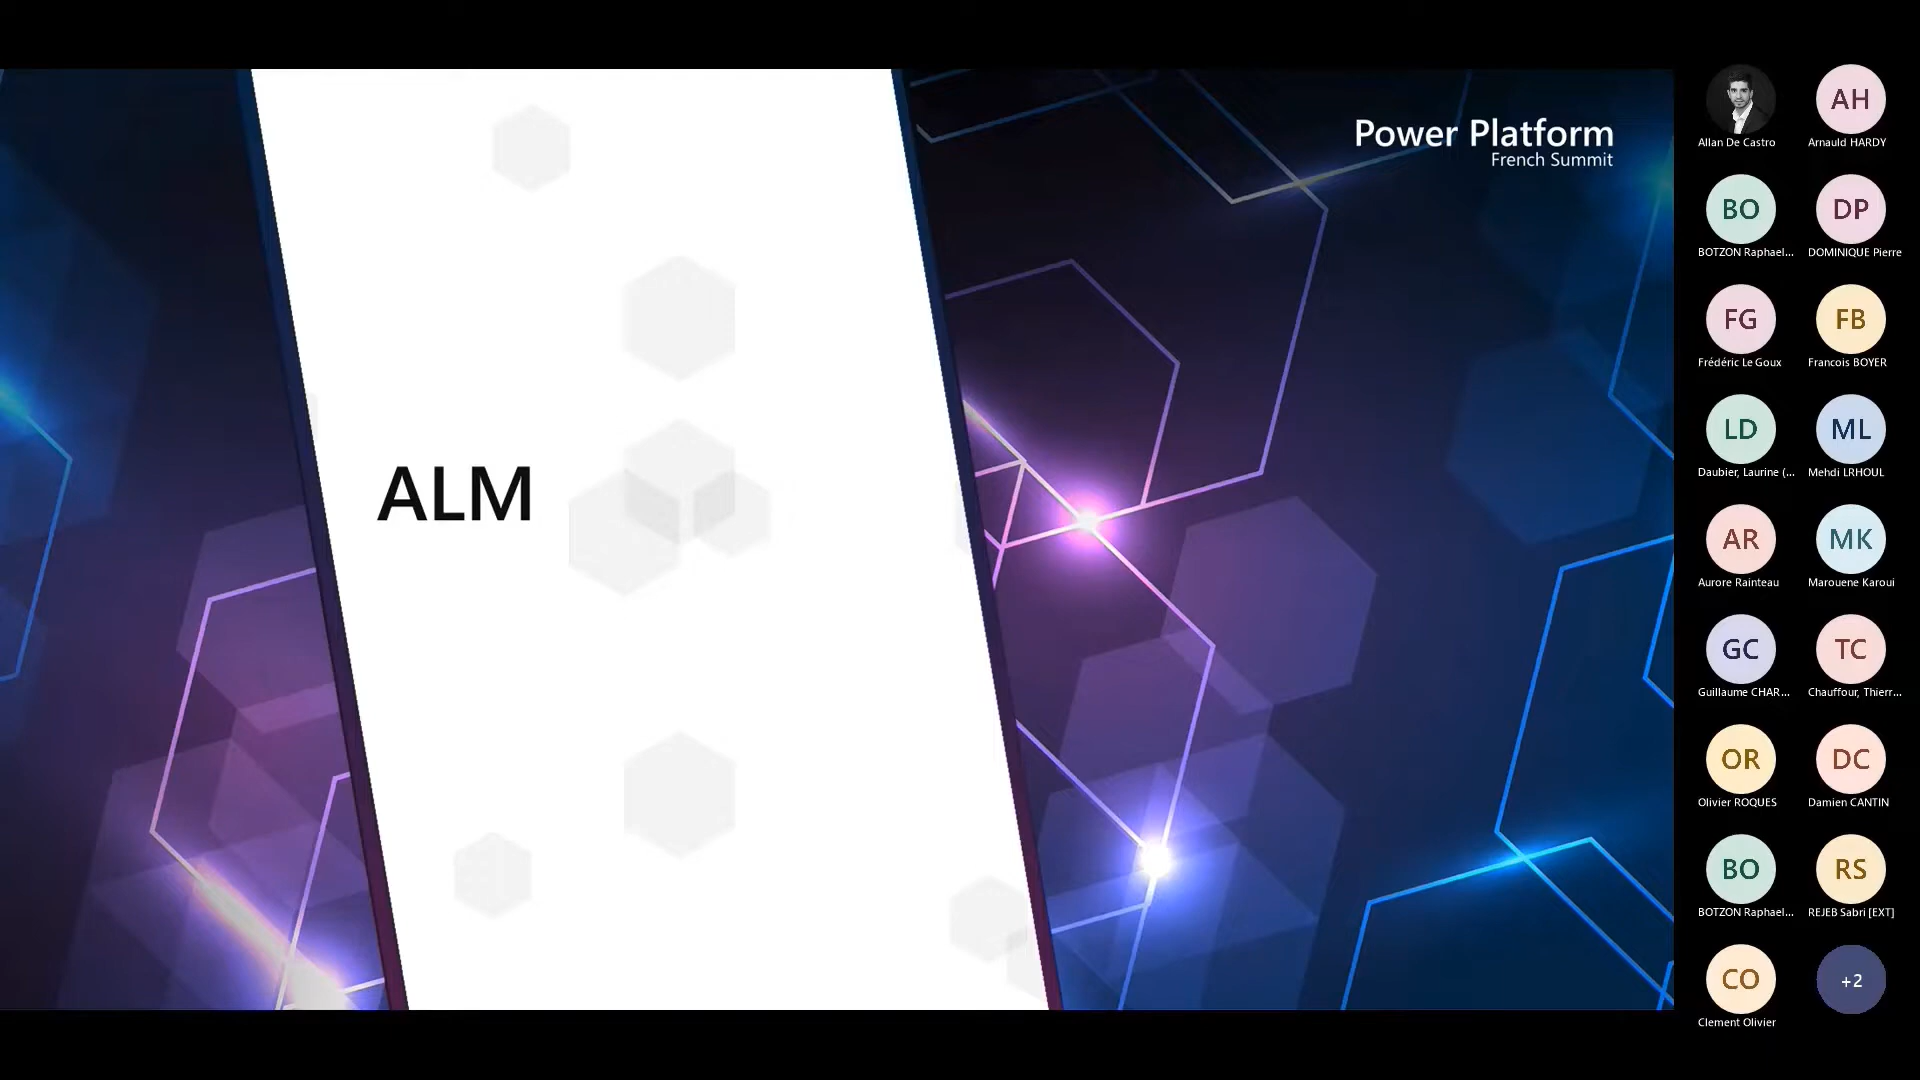 Power Platform
French Summit
ALM
Allan De Castro
AH
Arnauld HARDY
BO
BOTZON Raphael...
DP
DOMINIQUE Pierre
FG
Frédéric Le Goux
FB
Francois BOYER
LD
Daubier, Laurine (...
ML
Mehdi LRHOUL
AR
Aurore Rainteau
MK
Marouene Karoui
GC
Guillaume CHAR...
TC
Chauffour, Thierr...
OR
Olivier ROQUES
DC
Damien CANTIN
BO
BOTZON Raphael...
RS
REJEB Sabri [EXT]
CO
Clement Olivier
+2